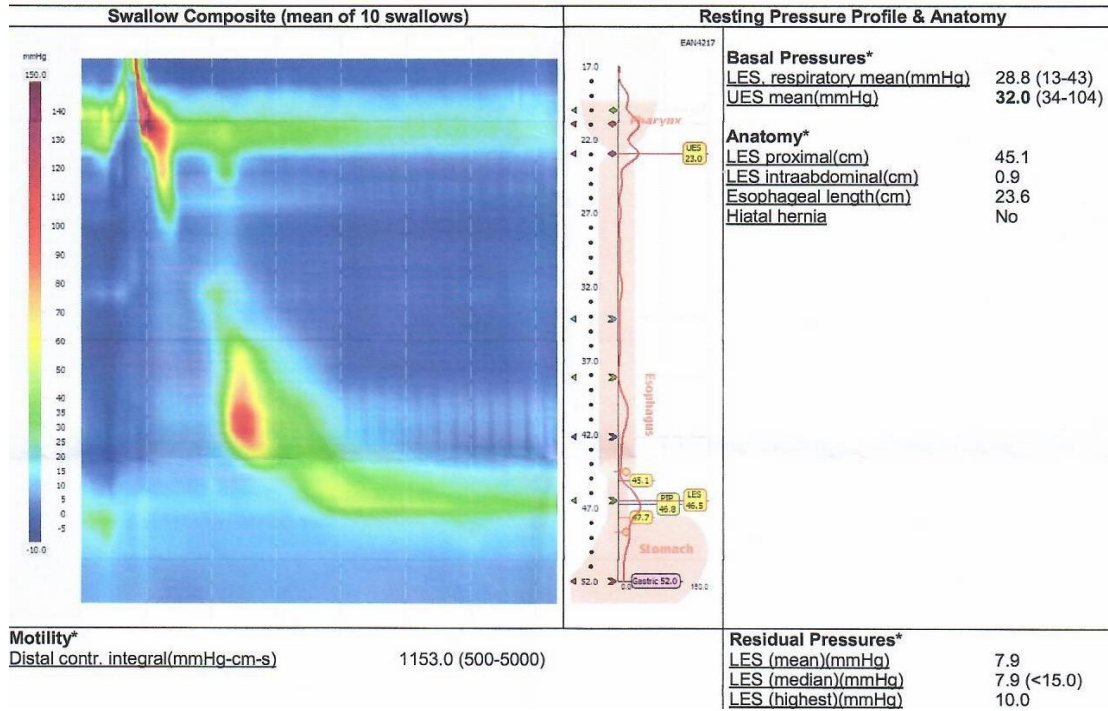 Swallow Composite (mean of 10 swallows)
Resting Pressure Profile & Anatomy
mmHg
150.0
140
130
120
110
100
90
80
70
60
50
45
40
35
30
25
20
15
10
5
0
-5
-10.0
EAN4217
17.0
22.0
27.0
32.0
37.0
42.0
47.0
52.0
Pharynx
UES
23.0
Esophagus
45.1
PIP
46.8
LES
46.5
47.7
Stomach
Gastric 52.0
0.0
150.0
Basal Pressures*
LES, respiratory mean(mmHg) 28.8 (13-43)
UES mean(mmHg) 32.0 (34-104)
Anatomy*
LES proximal(cm) 45.1
LES intraabdominal(cm) 0.9
Esophageal length(cm) 23.6
Hiatal hernia No
Motility*
Distal contr. integral(mmHg-cm-s) 1153.0 (500-5000)
Residual Pressures*
LES (mean)(mmHg) 7.9
LES (median)(mmHg) 7.9 (<15.0)
LES (highest)(mmHg) 10.0